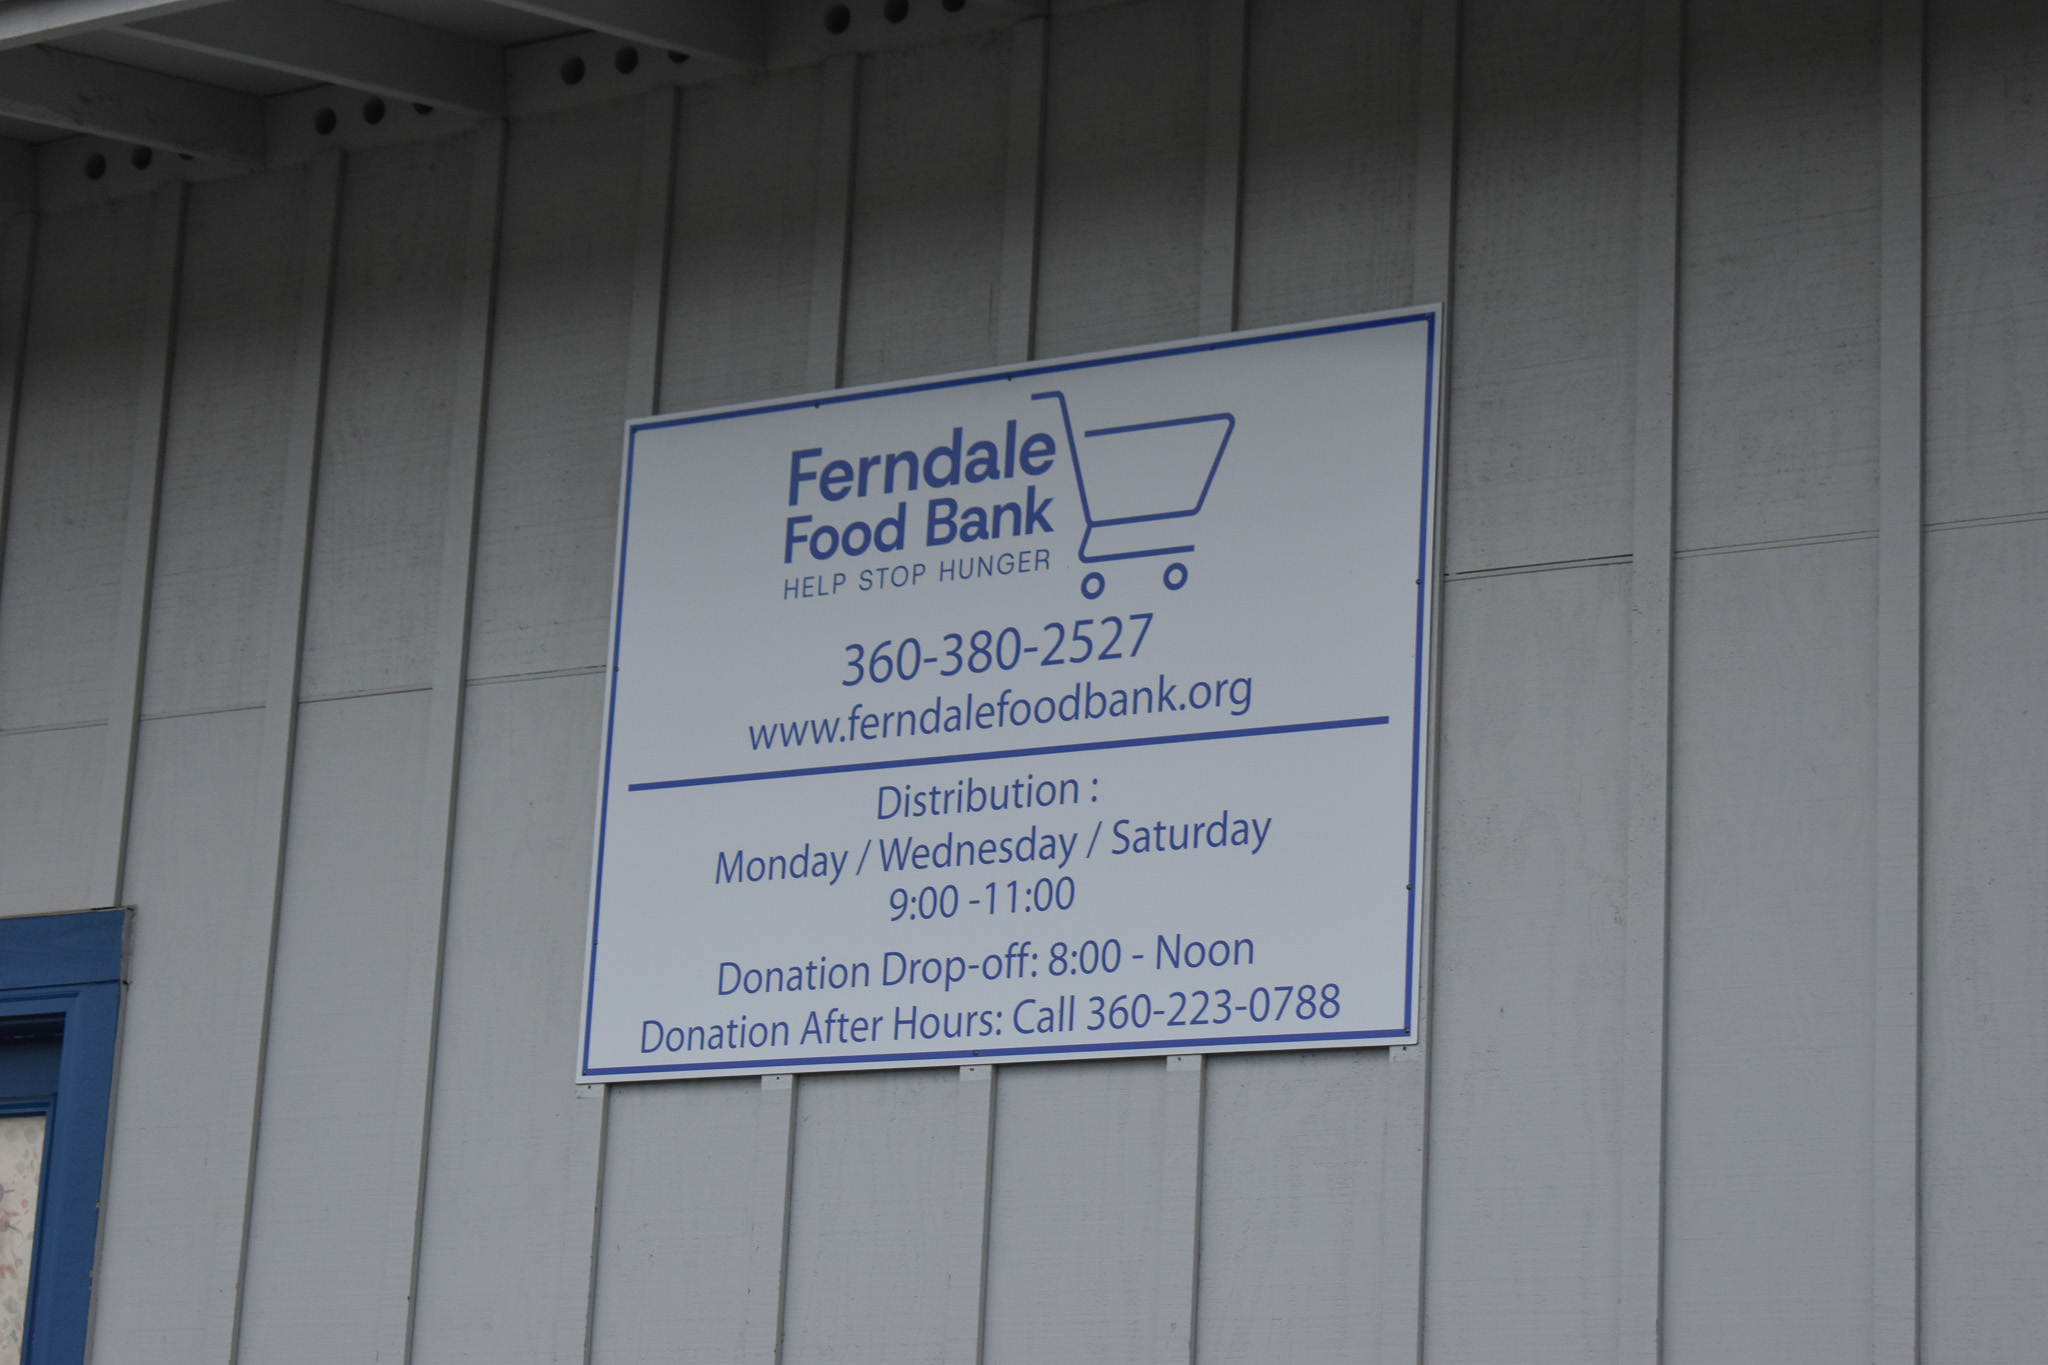 Ferndale
Food Bank
HELP STOP HUNGER
360-380-2527
www.ferndalefoodbank.org
Distribution :
Monday / Wednesday / Saturday
9:00 -11:00
Donation Drop-off: 8:00 - Noon
Donation After Hours: Call 360-223-0788